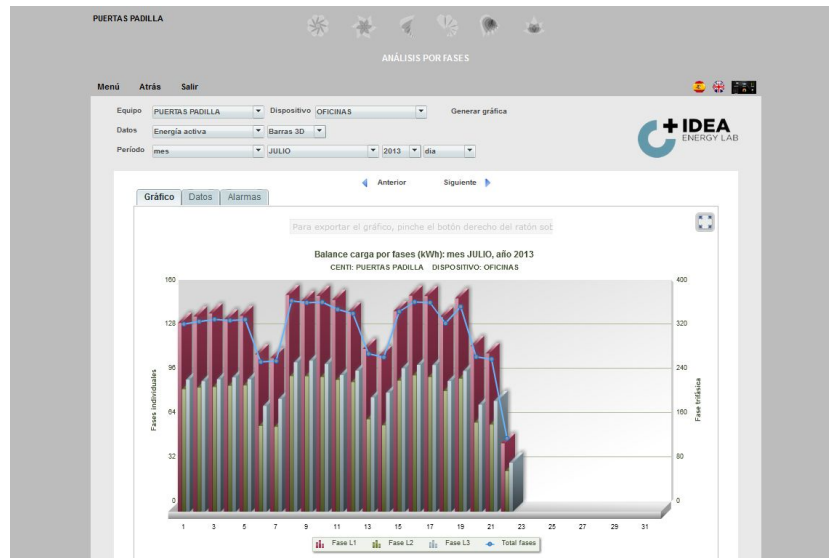 PUERTAS PADILLA
ANÁLISIS POR FASES
Menú Atrás Salir
Equipo PUERTAS PADILLA Dispositivo OFICINAS Generar gráfica
Datos Energía activa Barras 3D
Período mes JULIO 2013 dia
+ IDEA
ENERGY LAB
Anterior Siguiente
Gráfico Datos Alarmas
Para exportar el gráfico, pinche el botón derecho del ratón sob
Balance carga por fases (kWh): mes JULIO, año 2013
CENTI: PUERTAS PADILLA DISPOSITIVO: OFICINAS
160 400
128 320
96 240
Fases individuales
Fase trifásica
64 160
32 80
0 0
1 3 5 7 9 11 13 15 17 19 21 23 25 27 29 31
Fase L1 Fase L2 Fase L3 Total fases